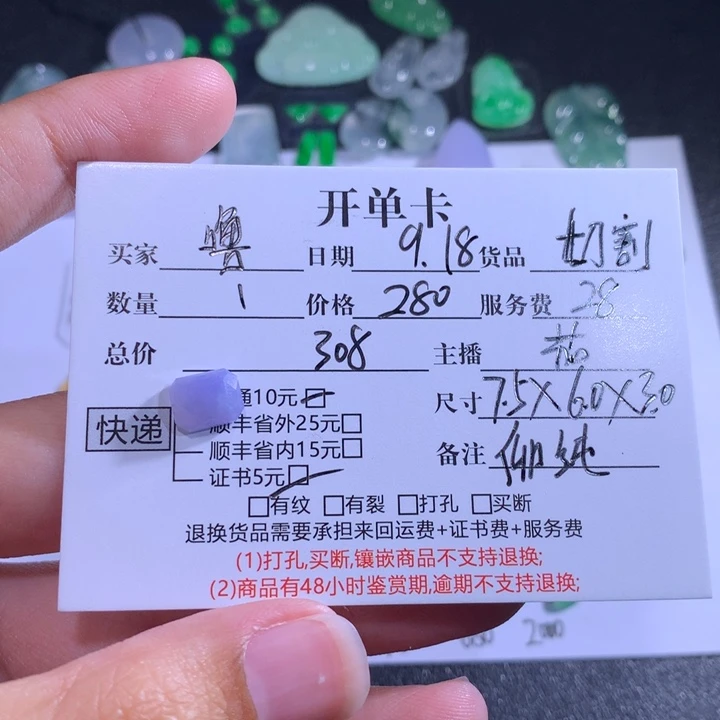 开单卡
买家 噜 日期 9.18 货品 切割
数量 1 价格 280 服务费 28
总价 308 主播 茹
快递 通10元 尺寸 7.5X6.0X3.0
顺丰省外25元
顺丰省内15元 备注
证书5元
有纹 有裂 打孔 买断
退换货品需要承担来回运费+证书费+服务费
(1)打孔,买断,镶嵌商品不支持退换;
(2)商品有48小时鉴赏期,逾期不支持退换;
2000